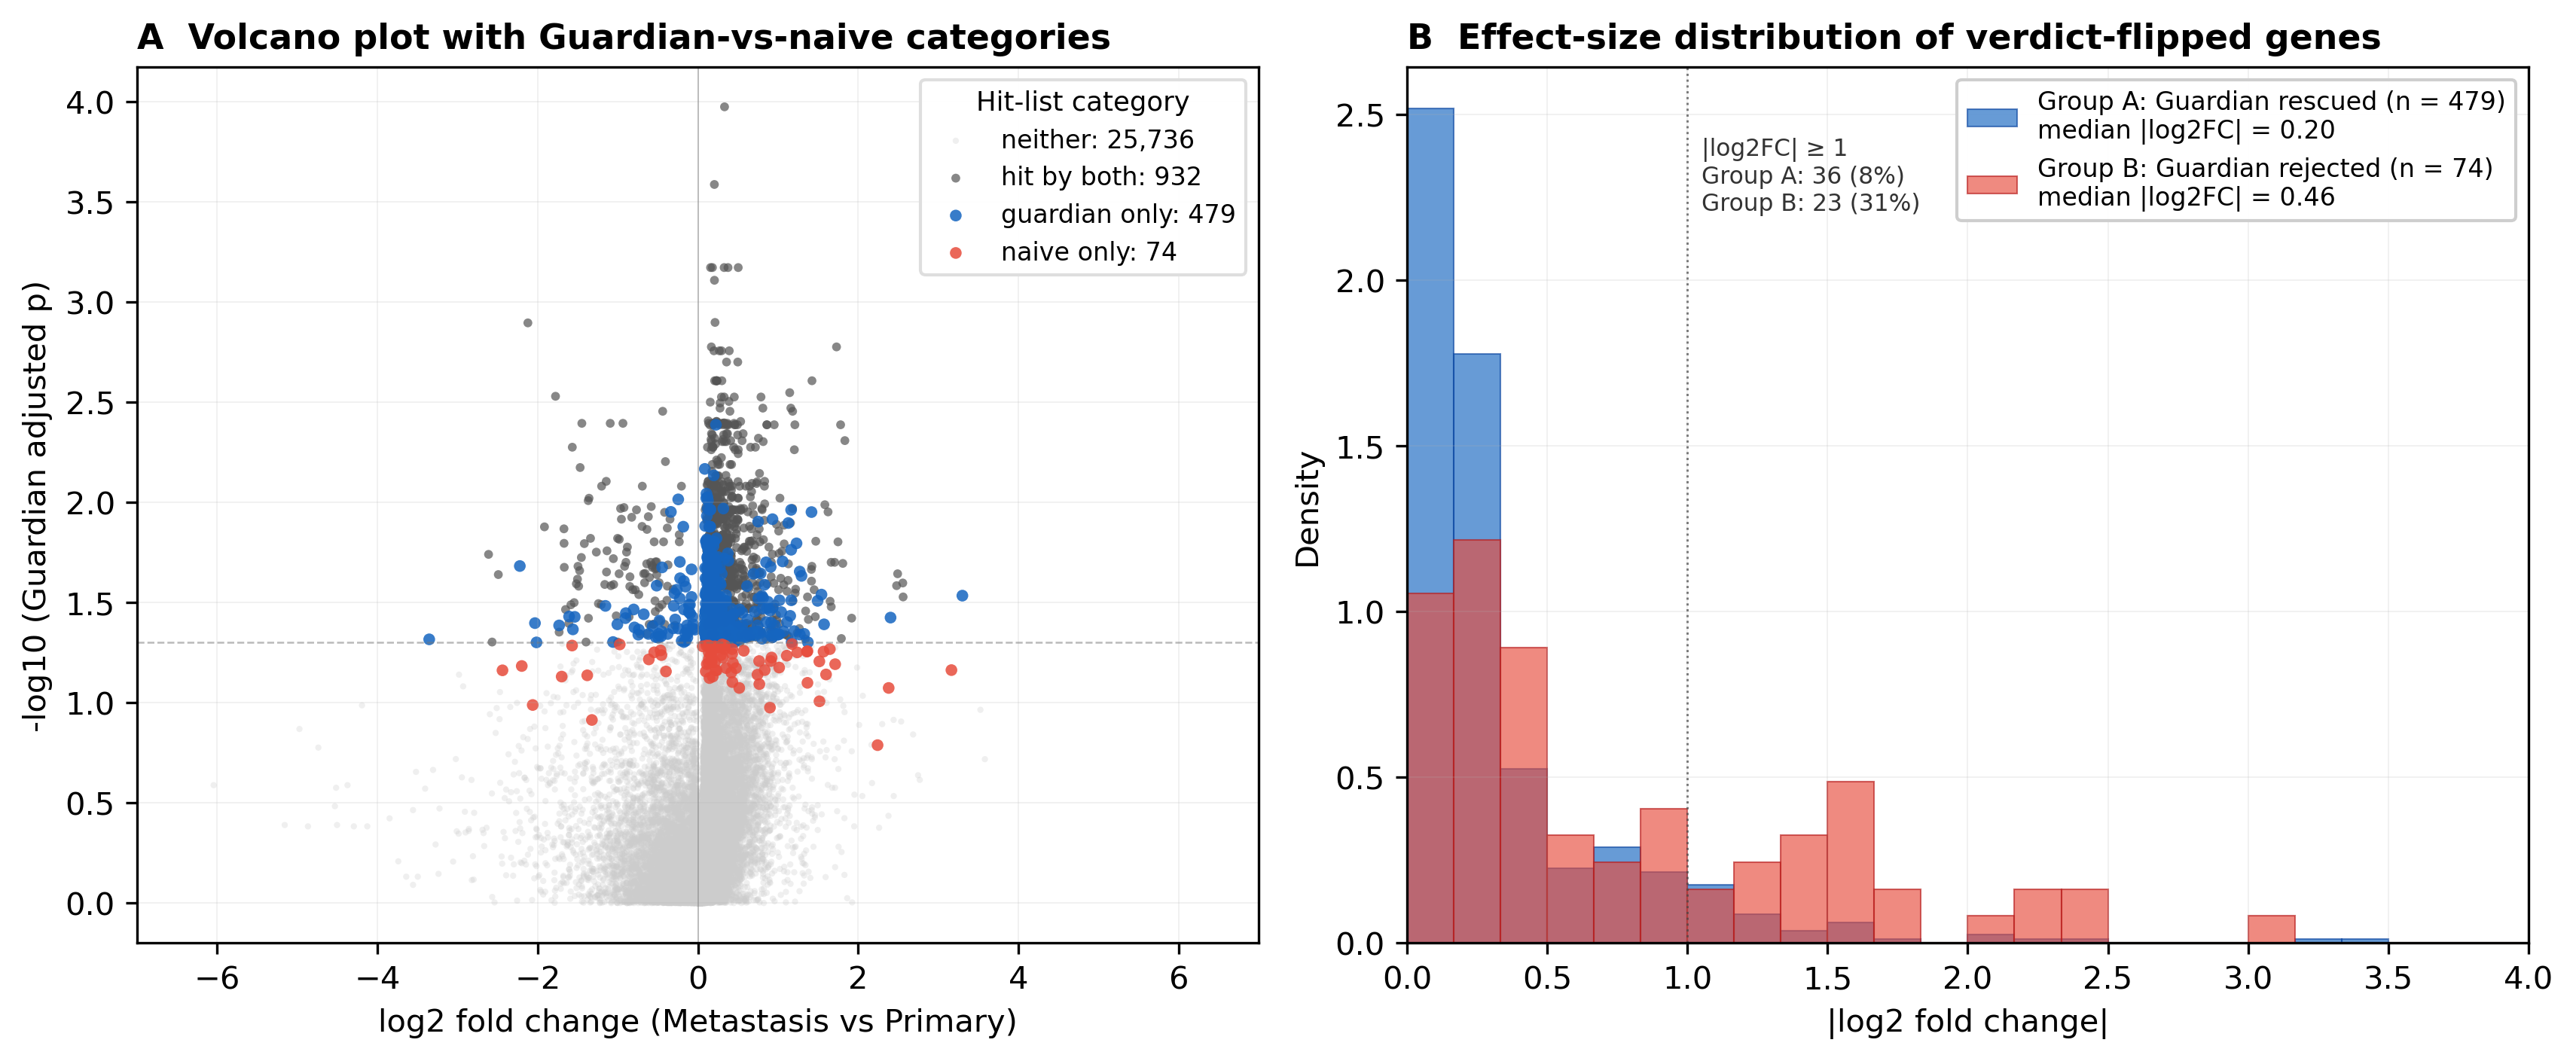 A Volcano plot with Guardian-vs-naive categories
-log10 (Guardian adjusted p)
4.0
3.5
3.0
2.5
2.0
1.5
1.0
0.5
0.0
Hit-list category
neither: 25,736
hit by both: 932
guardian only: 479
naive only: 74
−6
−4
−2
0
2
4
6
log2 fold change (Metastasis vs Primary)
B Effect-size distribution of verdict-flipped genes
Density
2.5
2.0
1.5
1.0
0.5
0.0
|log2FC| ≥ 1
Group A: 36 (8%)
Group B: 23 (31%)
Group A: Guardian rescued (n = 479)
median |log2FC| = 0.20
Group B: Guardian rejected (n = 74)
median |log2FC| = 0.46
0.0
0.5
1.0
1.5
2.0
2.5
3.0
3.5
4.0
|log2 fold change|